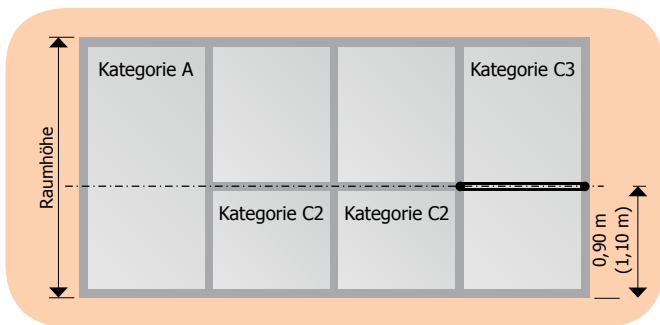 Kategorie A
Kategorie C3
Raumhöhe
Kategorie C2
Kategorie C2
0,90 m
(1,10 m)